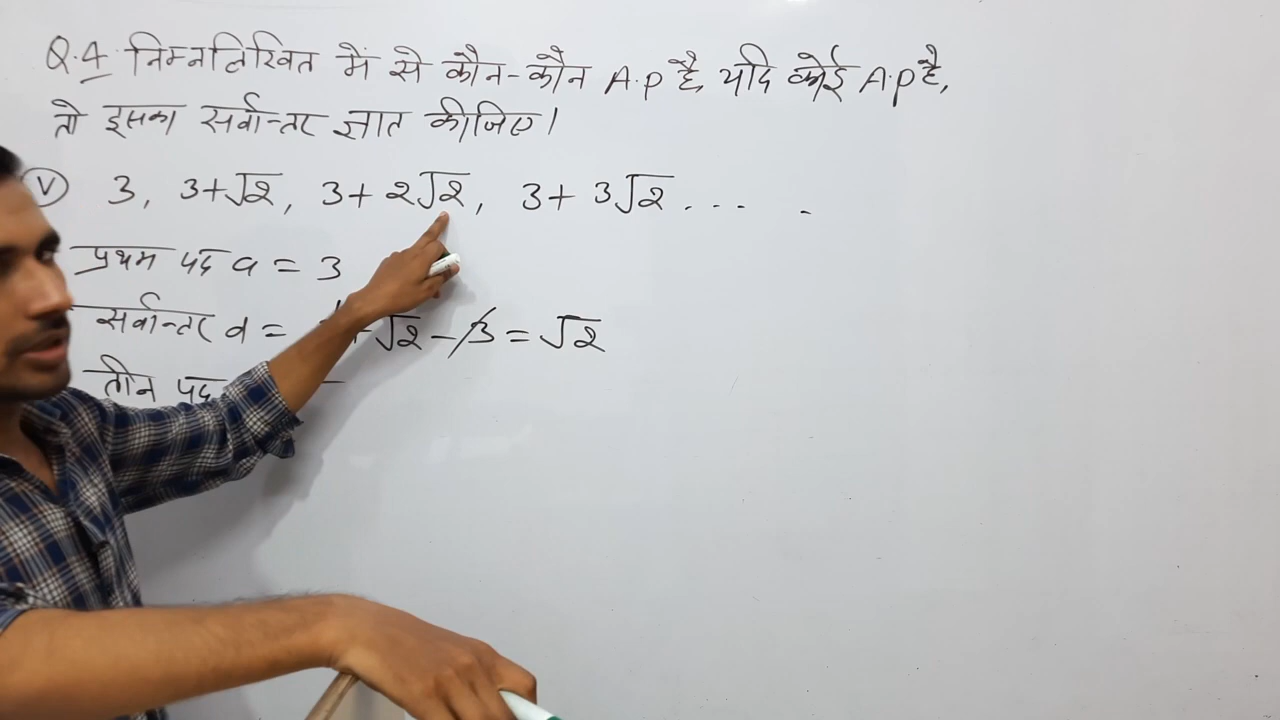 Q.4 निम्नलिखित में से कौन-कौन A.P है, यदि कोई A.P है,
तो इसका सर्वान्तर ज्ञात कीजिए।
(V) 3, 3+√2, 3+2√2, 3+3√2....
प्रथम पद a = 3
सर्वान्तर d = +√2-3 = √2
तीन पद